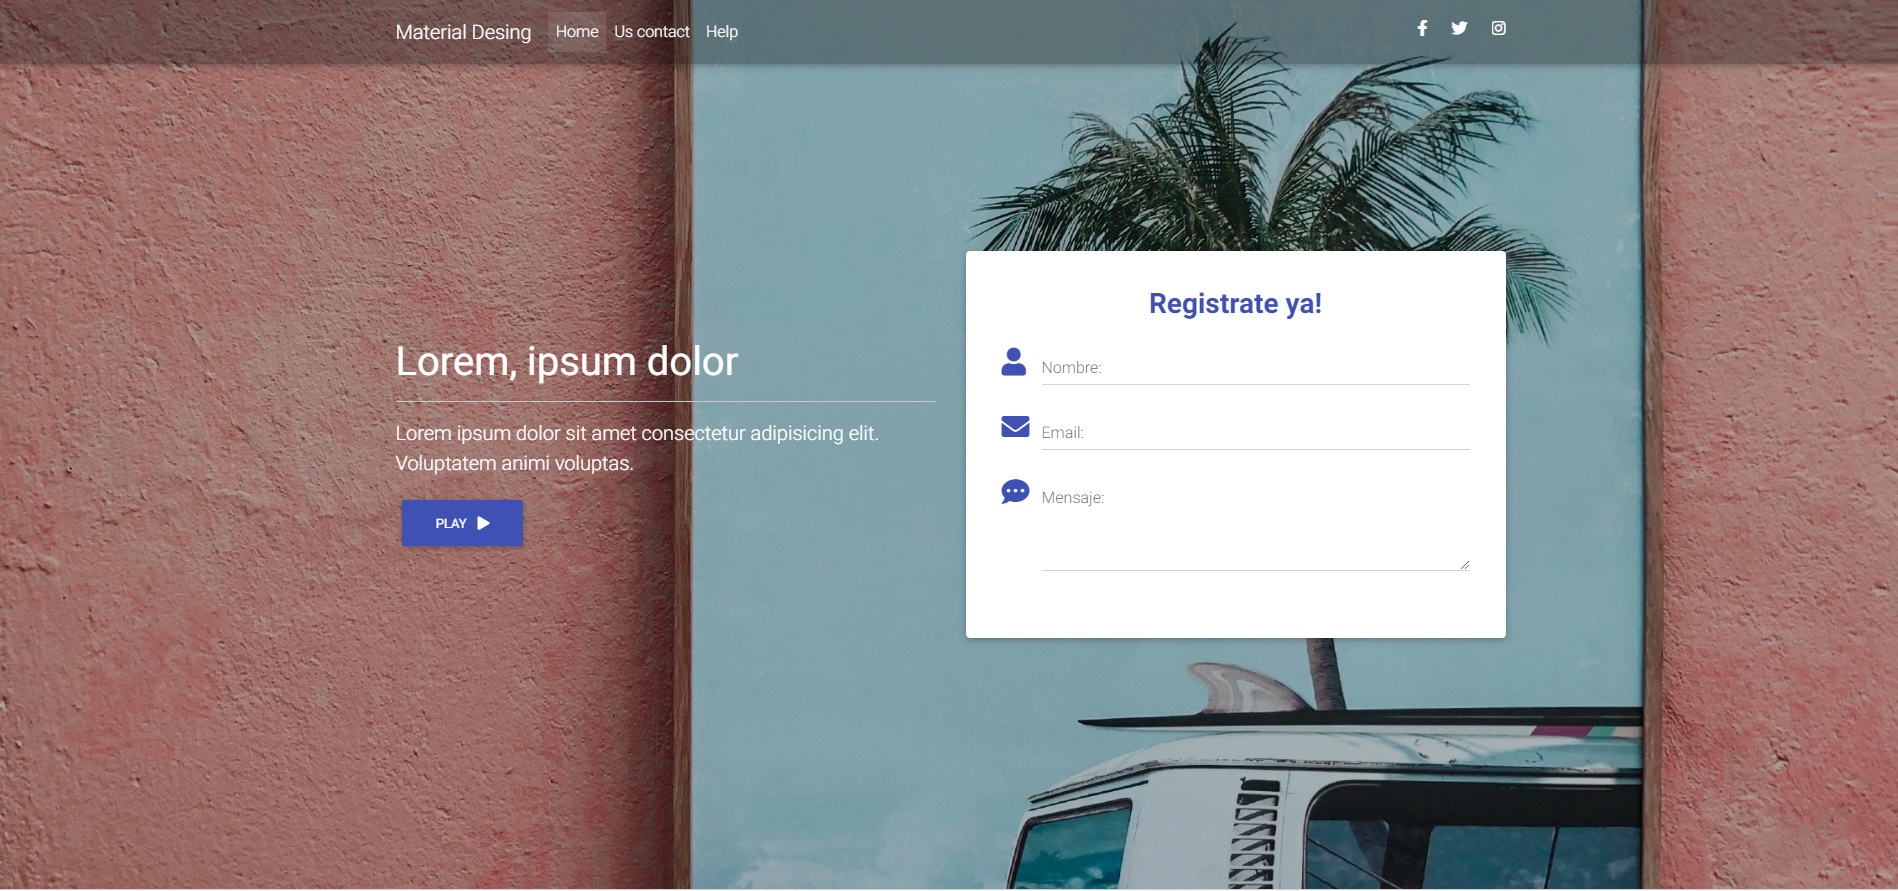 Material Desing Home Us contact Help
Lorem, ipsum dolor
Lorem ipsum dolor sit amet consectetur adipisicing elit.
Voluptatem animi voluptas.
PLAY
Registrate ya!
Nombre:
Email:
Mensaje: